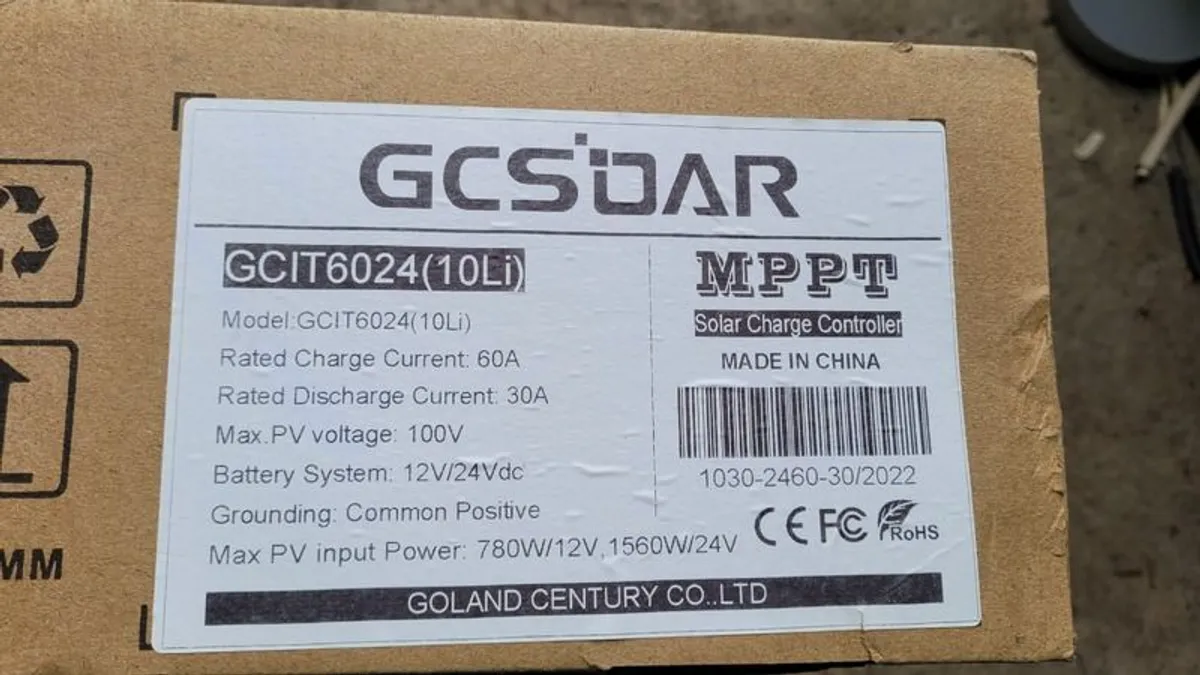 GCSOAR
GCIT6024(10Li)
Model:GCIT6024(10Li)
Rated Charge Current: 60A
Rated Discharge Current: 30A
Max.PV voltage: 100V
Battery System: 12V/24Vdc
Grounding: Common Positive
Max PV input Power: 780W/12V,1560W/24V
MPPT
Solar Charge Controller
MADE IN CHINA
1030-2460-30/2022
CE FC RoHS
GOLAND CENTURY CO..LTD
MM